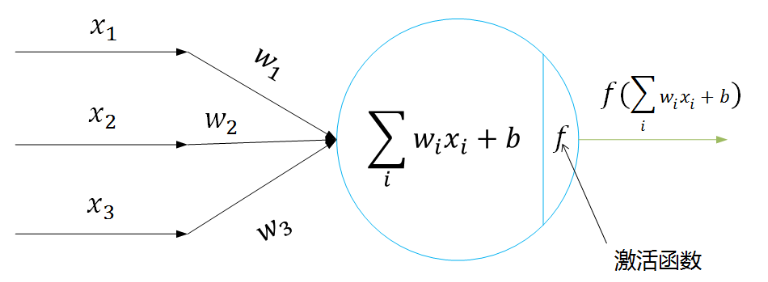 x₁
w₁
x₂
w₂
x₃
w₃
∑ᵢ wᵢxᵢ + b
f
f(∑ᵢ wᵢxᵢ + b)
激活函数